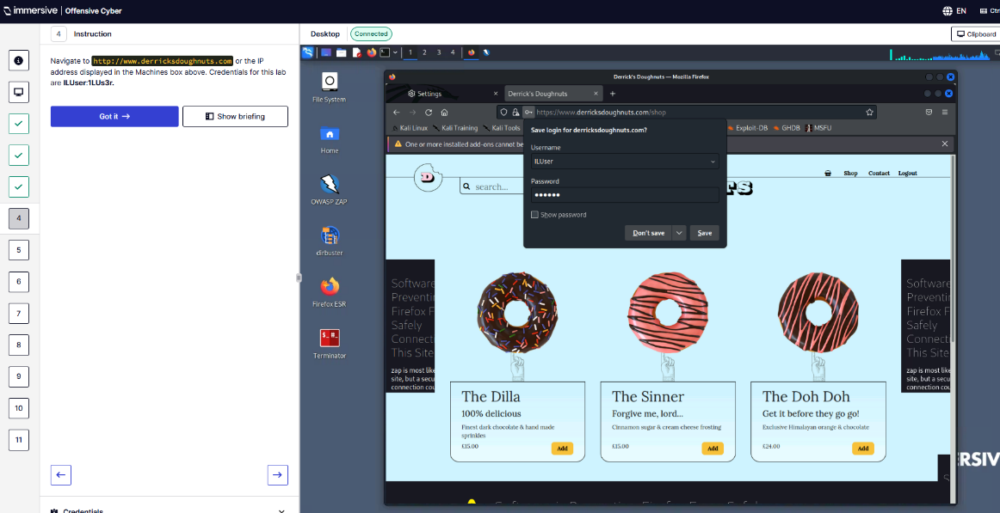 immersive | Offensive Cyber
EN
4 Instruction
Navigate to http://www.derricksdoughnuts.com or the IP
address displayed in the Machines box above. Credentials for this lab
are ILUser:1LUs3r.
Got it →
Show briefing
4
5
6
7
8
9
10
11
Credentials
Desktop Connected
Clipboard
1 2 3 4
File System
Home
OWASP ZAP
dirbuster
Firefox ESR
Terminator
Derrick's Doughnuts — Mozilla Firefox
Settings
Derrick's Doughnuts
https://www.derricksdoughnuts.com/shop
Kali Linux Kali Training Kali Tools Exploit-DB GHDB MSFU
One or more installed add-ons cannot be
Save login for derricksdoughnuts.com?
Username
ILUser
Password
••••••
Show password
Don't save Save
D
search...
Shop Contact Logout
Software
Preventin
Firefox F
Safely
Connect
This Site
zap is most like
site, but a secu
connection cou
Software
Preventi
Firefox F
Safely
Connecti
This Site
zap is most like
site, but a secu
connection cou
The Dilla
100% delicious
Finest dark chocolate & hand made
sprinkles
£15.00 Add
The Sinner
Forgive me, lord...
Cinnamon sugar & cream cheese frosting
£15.00 Add
The Doh Doh
Get it before they go go!
Exclusive Himalayan orange & chocolate
£24.00 Add
ERSIV